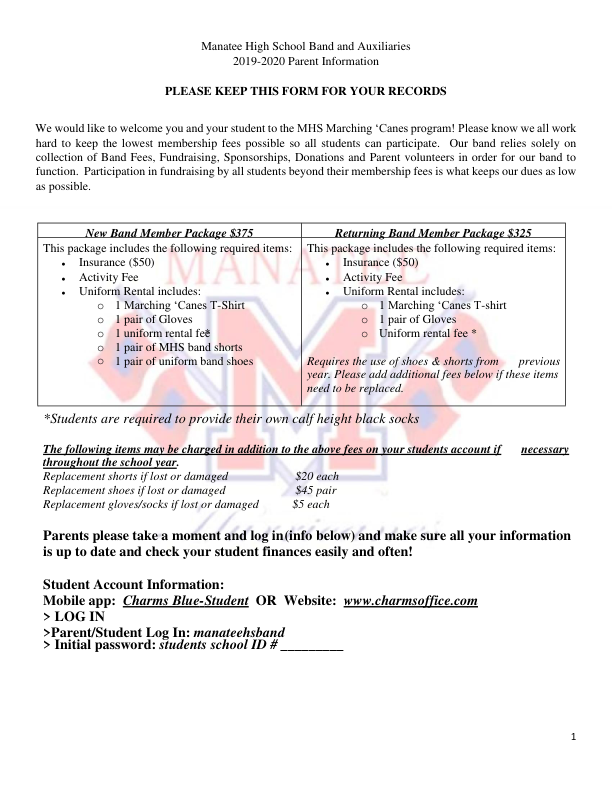 Manatee High School Band and Auxiliaries
2019-2020 Parent Information
PLEASE KEEP THIS FORM FOR YOUR RECORDS
We would like to welcome you and your student to the MHS Marching ‘Canes program! Please know we all work
hard to keep the lowest membership fees possible so all students can participate. Our band relies solely on
collection of Band Fees, Fundraising, Sponsorships, Donations and Parent volunteers in order for our band to
function. Participation in fundraising by all students beyond their membership fees is what keeps our dues as low
as possible.
New Band Member Package $375
This package includes the following required items:
• Insurance ($50)
• Activity Fee
• Uniform Rental includes:
o 1 Marching ‘Canes T-Shirt
o 1 pair of Gloves
o 1 uniform rental fee*
o 1 pair of MHS band shorts
o 1 pair of uniform band shoes
Returning Band Member Package $325
This package includes the following required items:
• Insurance ($50)
• Activity Fee
• Uniform Rental includes:
o 1 Marching ‘Canes T-shirt
o 1 pair of Gloves
o Uniform rental fee *
Requires the use of shoes & shorts from previous
year. Please add additional fees below if these items
need to be replaced.
MANATEE
M
*Students are required to provide their own calf height black socks
The following items may be charged in addition to the above fees on your students account if necessary
throughout the school year.
Replacement shorts if lost or damaged $20 each
Replacement shoes if lost or damaged $45 pair
Replacement gloves/socks if lost or damaged $5 each
Parents please take a moment and log in(info below) and make sure all your information
is up to date and check your student finances easily and often!
Student Account Information:
Mobile app: Charms Blue-Student OR Website: www.charmsoffice.com
> LOG IN
>Parent/Student Log In: manateehsband
> Initial password: students school ID # _________
1